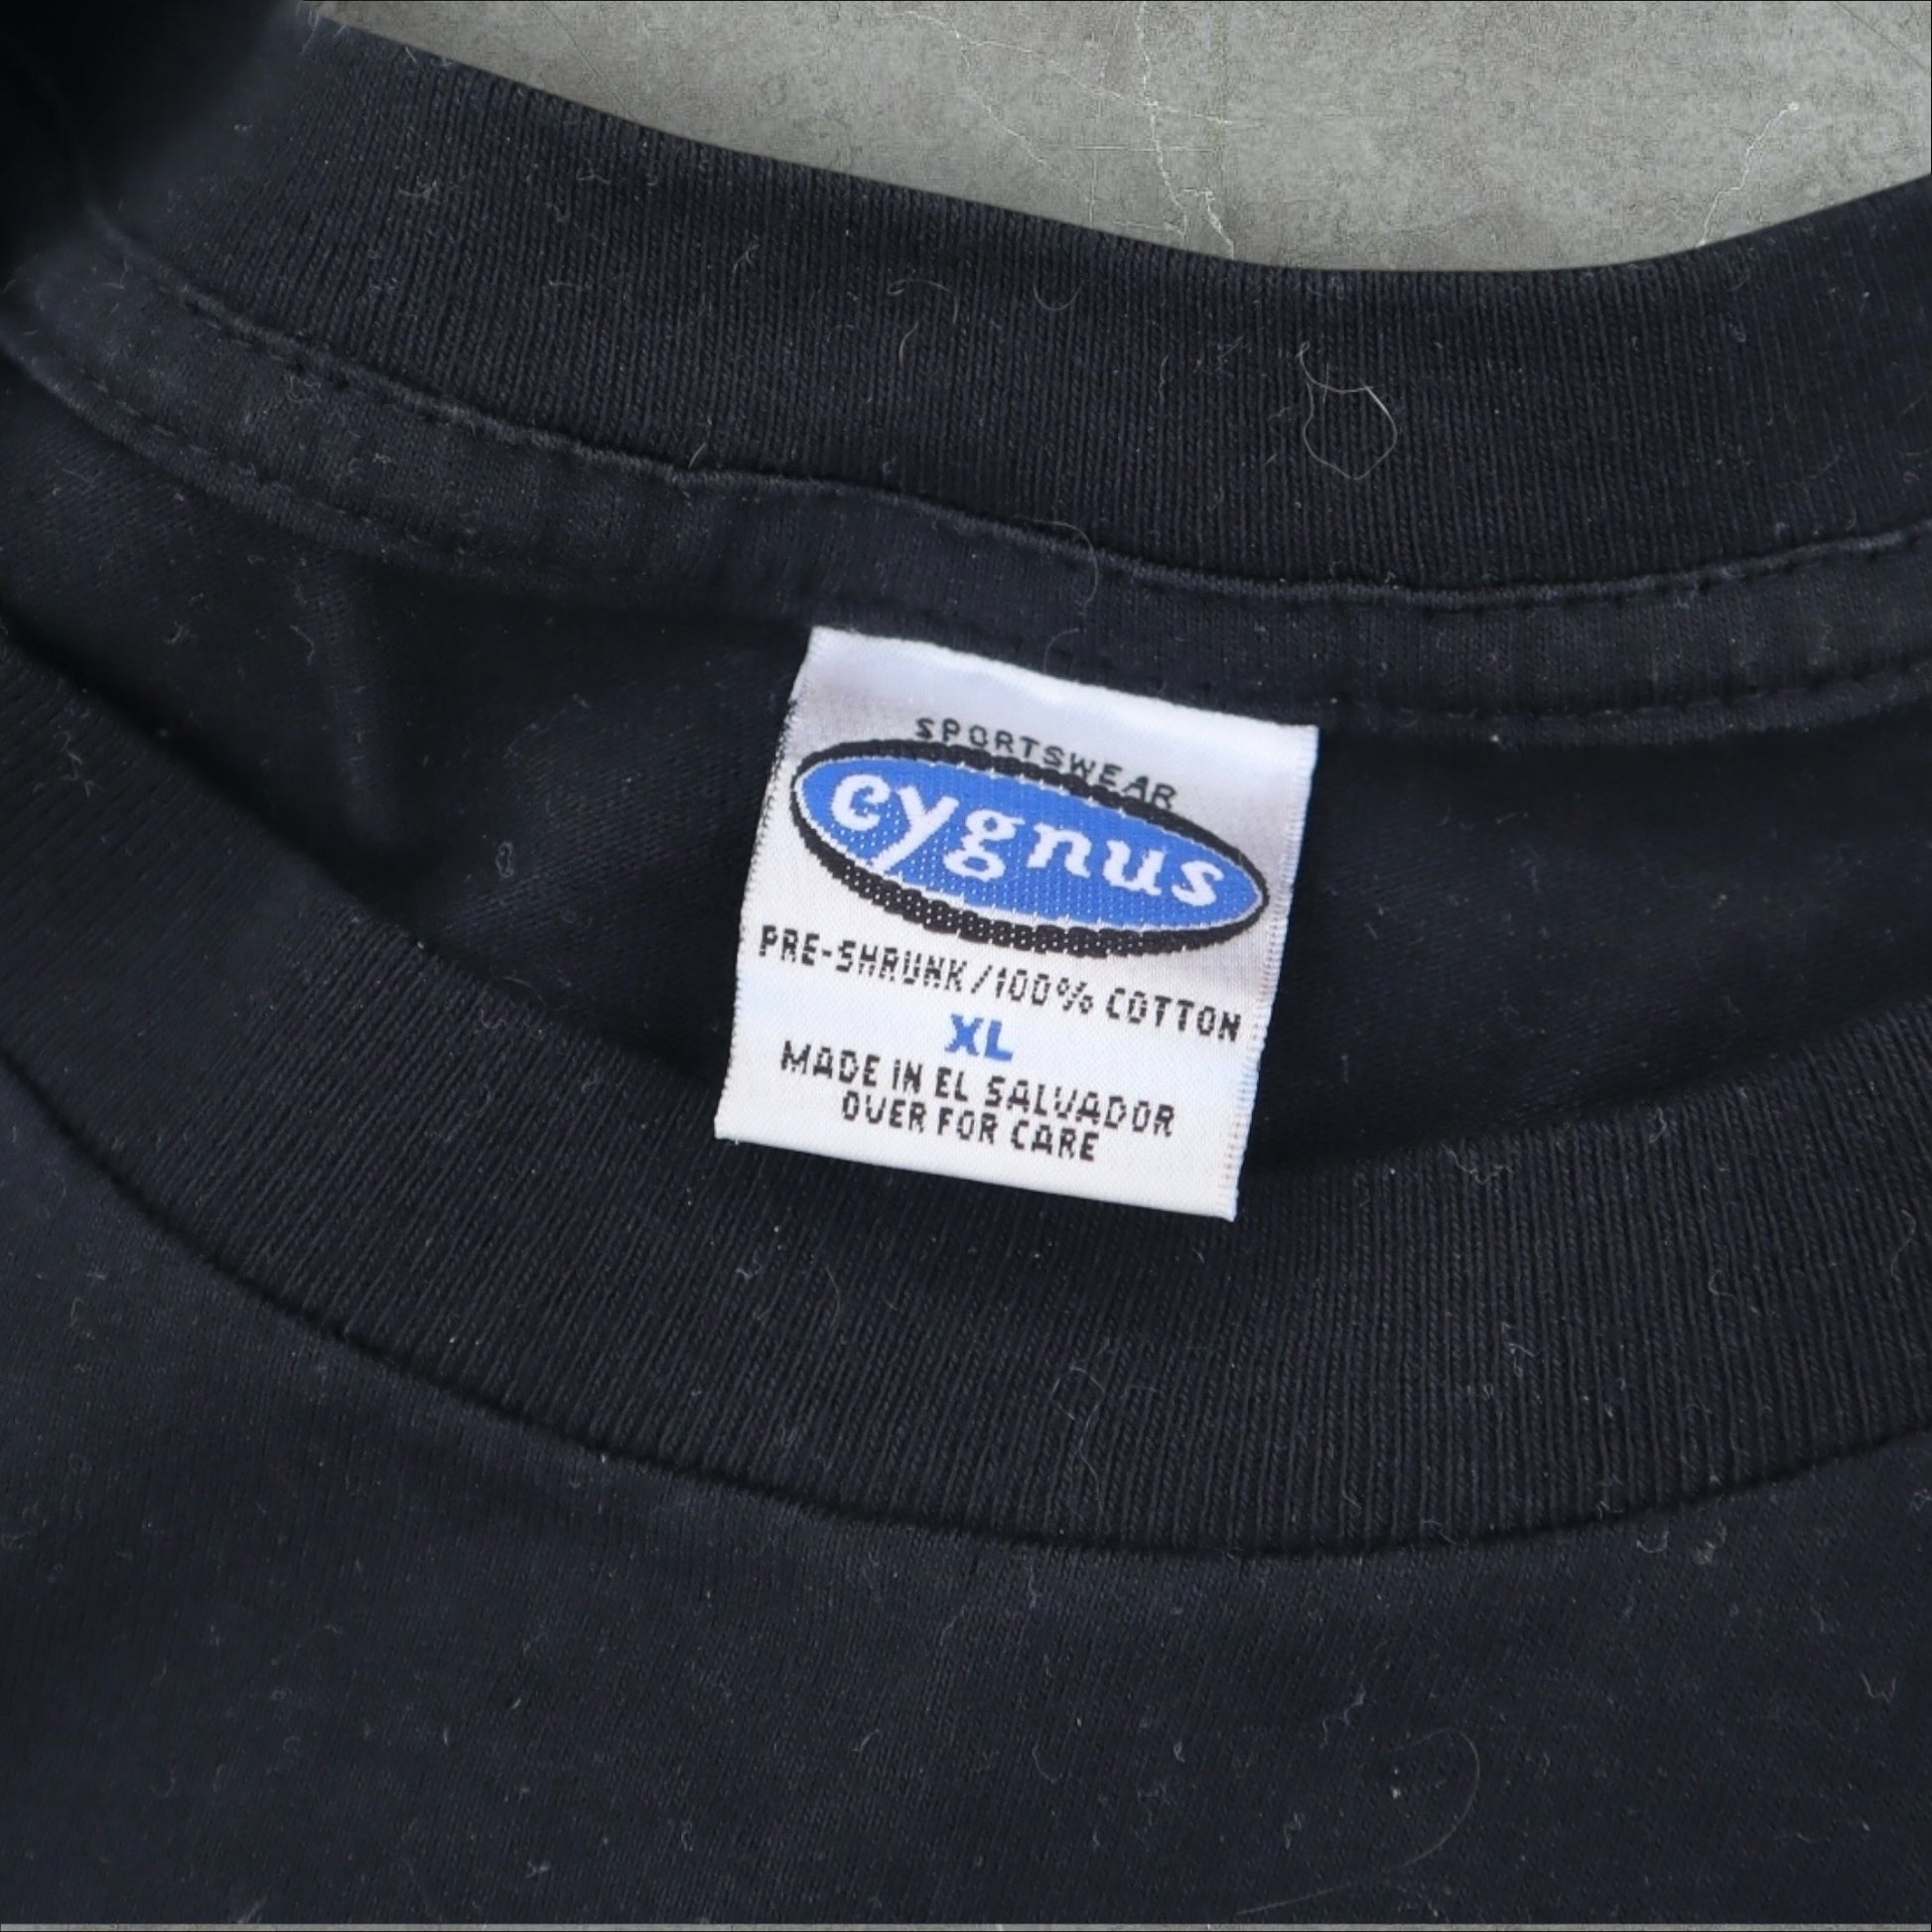 SPORTSWEAR
cygnus
PRE-SHRUNK/100% COTTON
XL
MADE IN EL SALVADOR
OVER FOR CARE